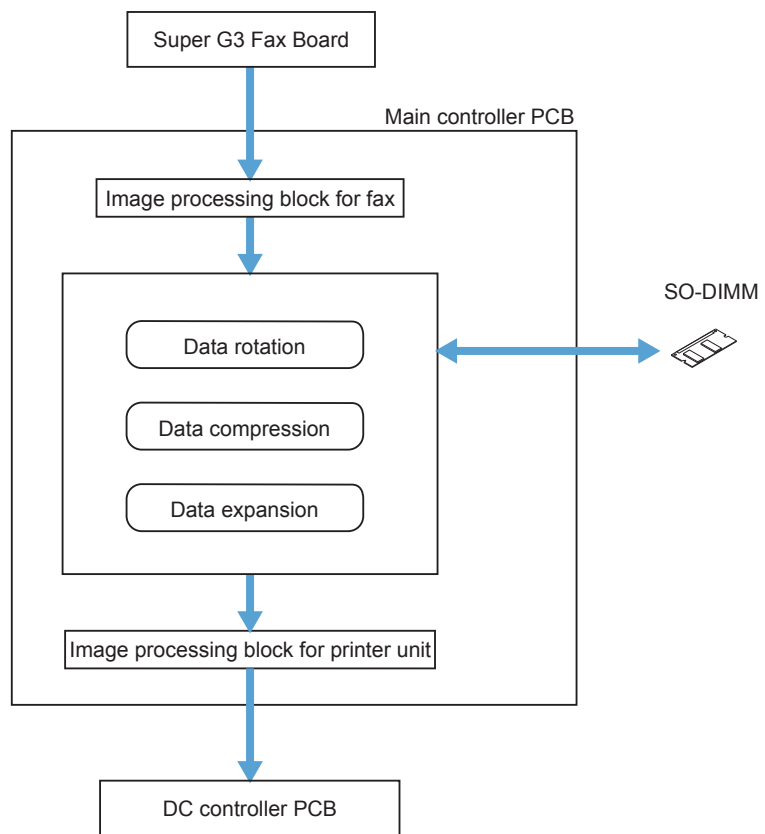 Super G3 Fax Board
Main controller PCB
Image processing block for fax
SO-DIMM
Data rotation
Data compression
Data expansion
Image processing block for printer unit
DC controller PCB